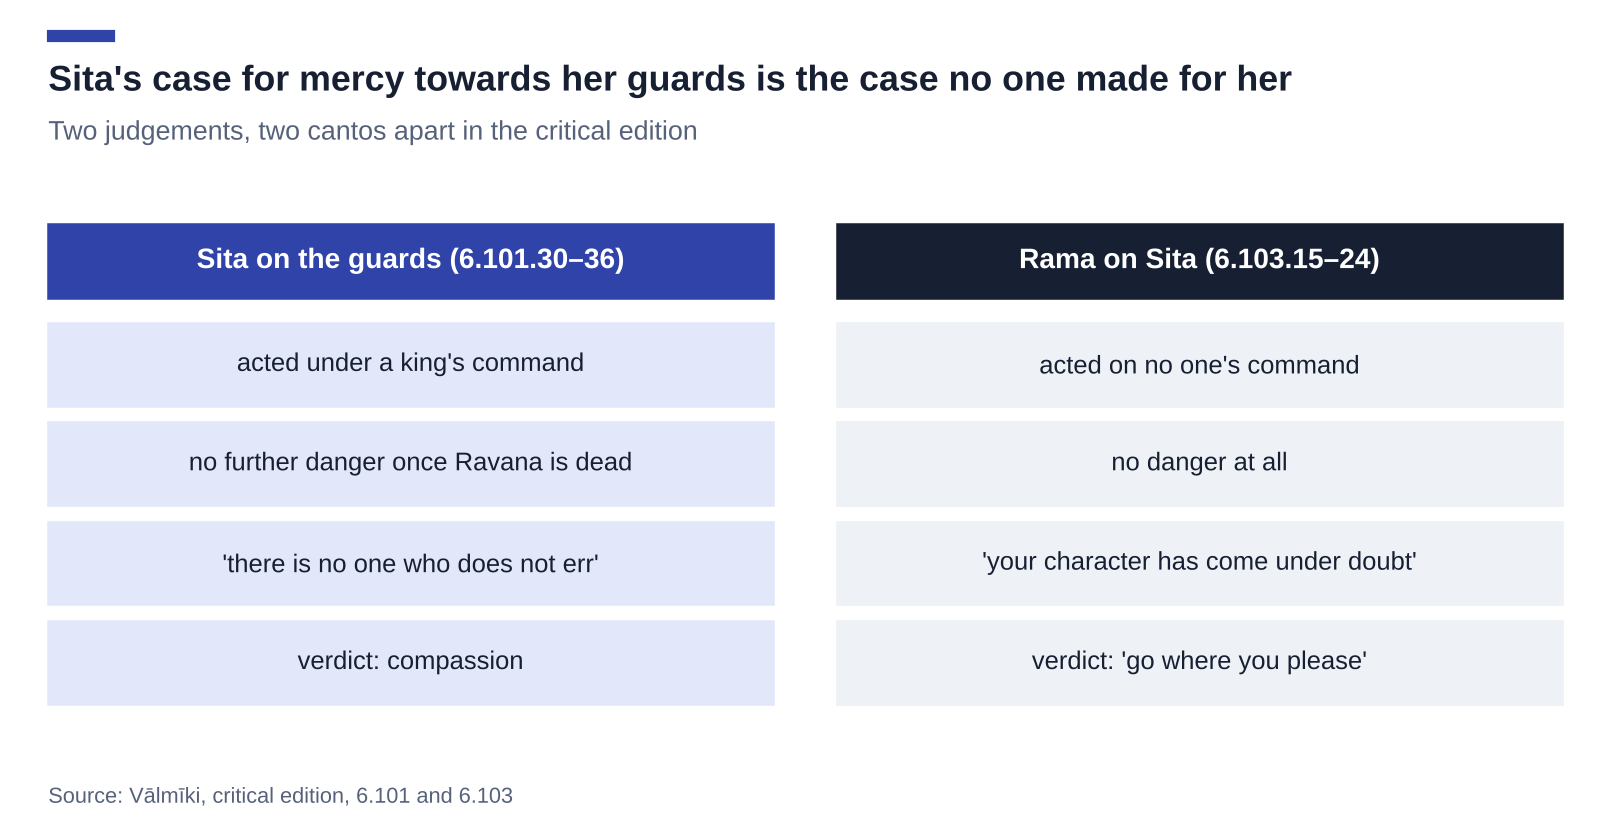 Sita's case for mercy towards her guards is the case no one made for her
Two judgements, two cantos apart in the critical edition
Sita on the guards (6.101.30–36)
acted under a king's command
no further danger once Ravana is dead
'there is no one who does not err'
verdict: compassion
Rama on Sita (6.103.15–24)
acted on no one's command
no danger at all
'your character has come under doubt'
verdict: 'go where you please'
Source: Vālmīki, critical edition, 6.101 and 6.103